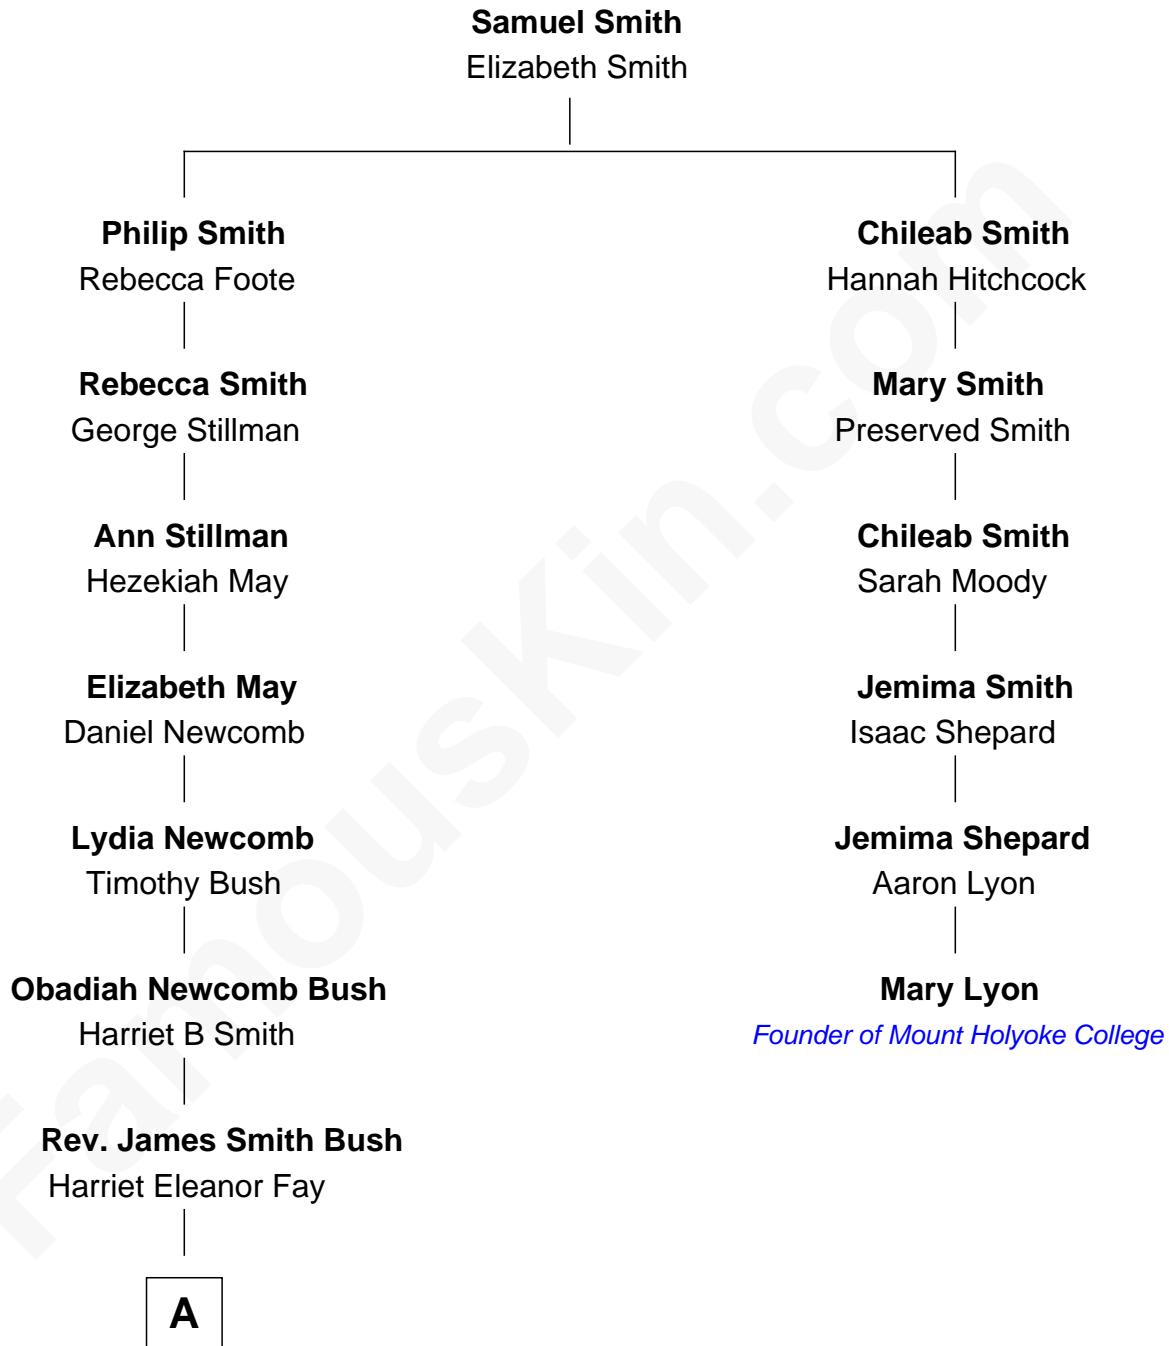 Samuel Smith
Elizabeth Smith
Philip Smith
Rebecca Foote
Chileab Smith
Hannah Hitchcock
Rebecca Smith
George Stillman
Mary Smith
Preserved Smith
Ann Stillman
Hezekiah May
Chileab Smith
Sarah Moody
Elizabeth May
Daniel Newcomb
Jemima Smith
Isaac Shepard
Lydia Newcomb
Timothy Bush
Jemima Shepard
Aaron Lyon
Obadiah Newcomb Bush
Harriet B Smith
Mary Lyon
Founder of Mount Holyoke College
Rev. James Smith Bush
Harriet Eleanor Fay
A
FamousKin.com